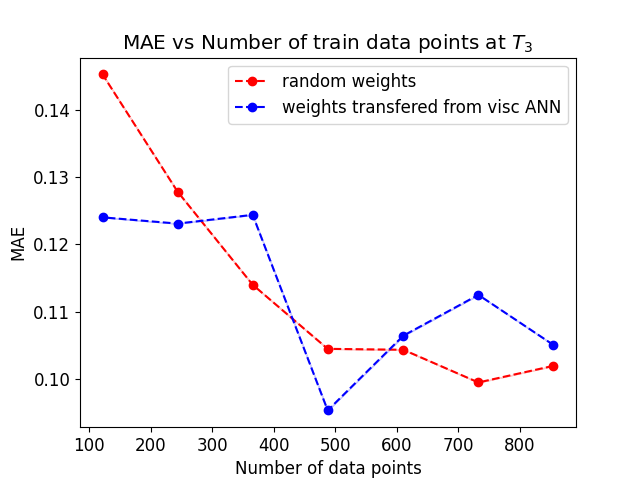 MAE vs Number of train data points at T₃
random weights
weights transfered from visc ANN
0.14
0.13
0.12
0.11
0.10
MAE
100 200 300 400 500 600 700 800
Number of data points